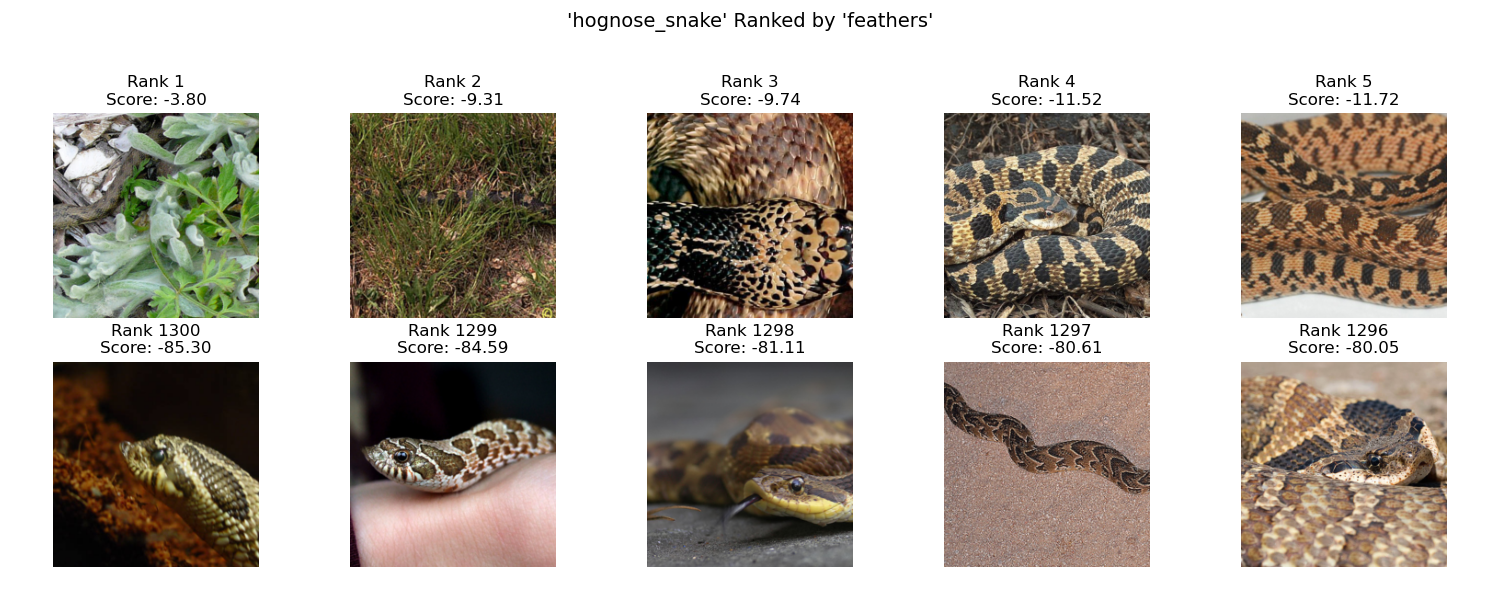 'hognose_snake' Ranked by 'feathers'
Rank 1
Score: -3.80
Rank 2
Score: -9.31
Rank 3
Score: -9.74
Rank 4
Score: -11.52
Rank 5
Score: -11.72
Rank 1300
Score: -85.30
Rank 1299
Score: -84.59
Rank 1298
Score: -81.11
Rank 1297
Score: -80.61
Rank 1296
Score: -80.05